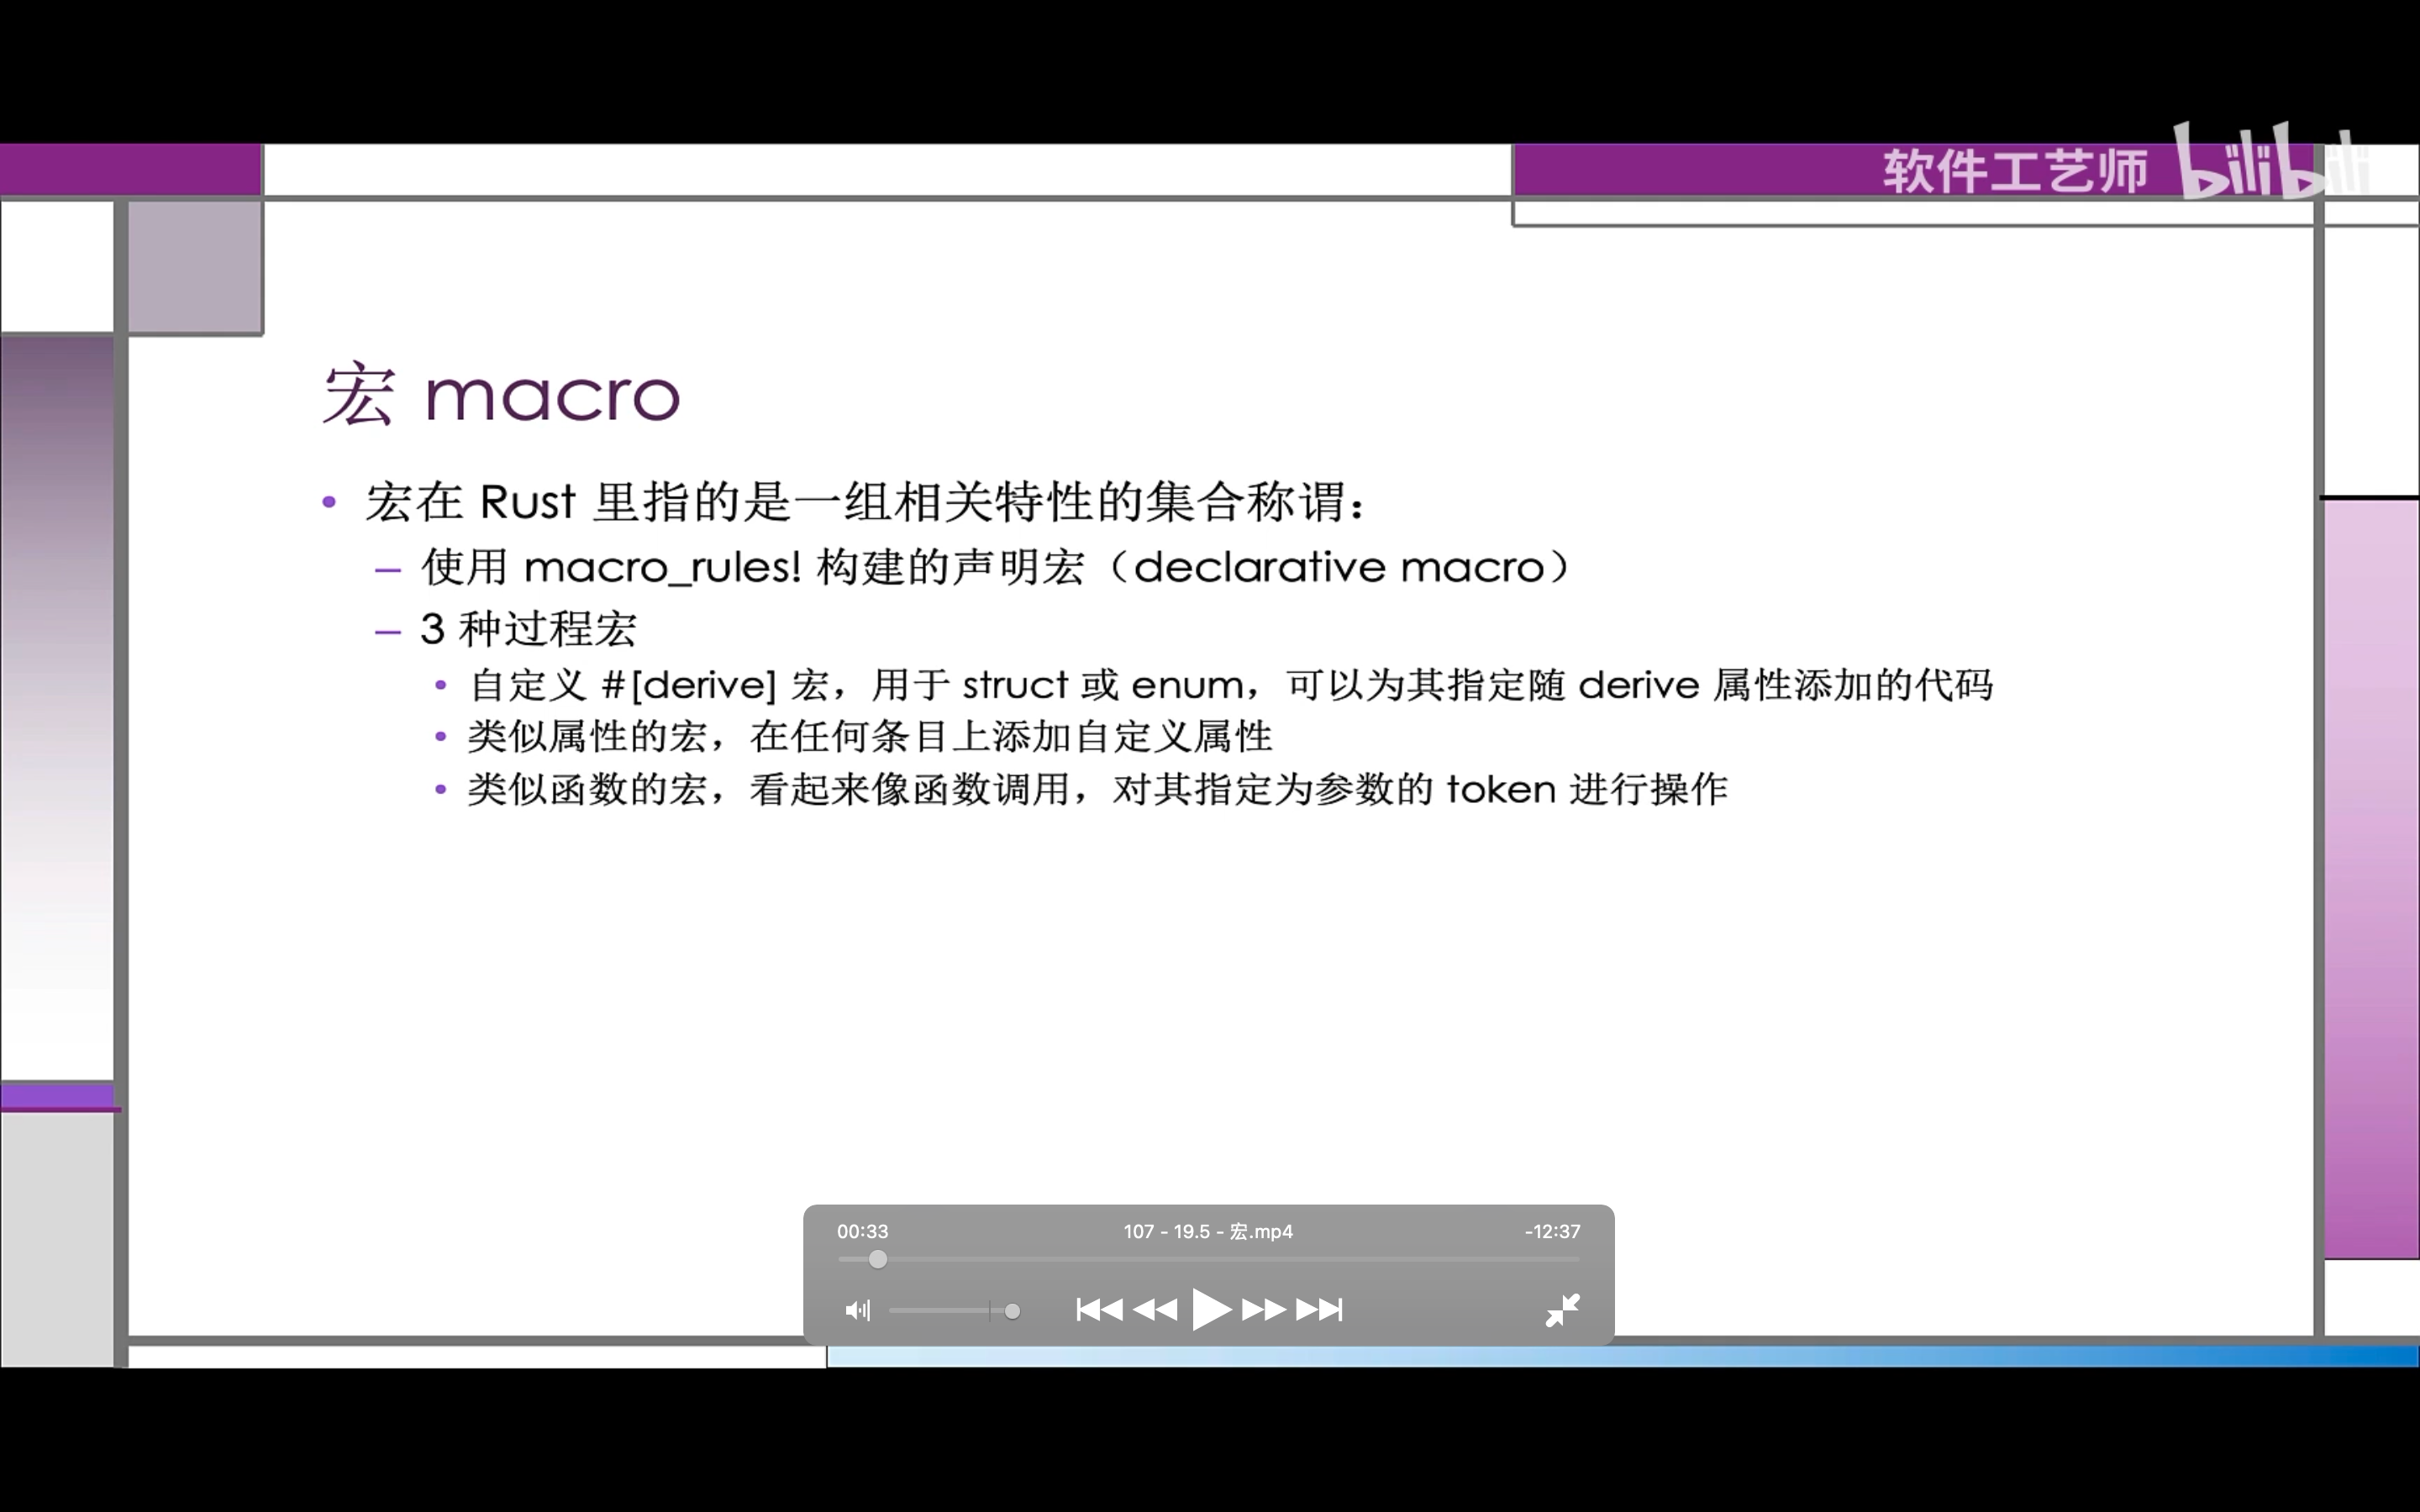 软件工艺师 bilibili
宏 macro
• 宏在 Rust 里指的是一组相关特性的集合称谓：
– 使用 macro_rules! 构建的声明宏（declarative macro）
– 3 种过程宏
• 自定义 #[derive] 宏，用于 struct 或 enum，可以为其指定随 derive 属性添加的代码
• 类似属性的宏，在任何条目上添加自定义属性
• 类似函数的宏，看起来像函数调用，对其指定为参数的 token 进行操作
00:33 107 - 19.5 - 宏.mp4 -12:37